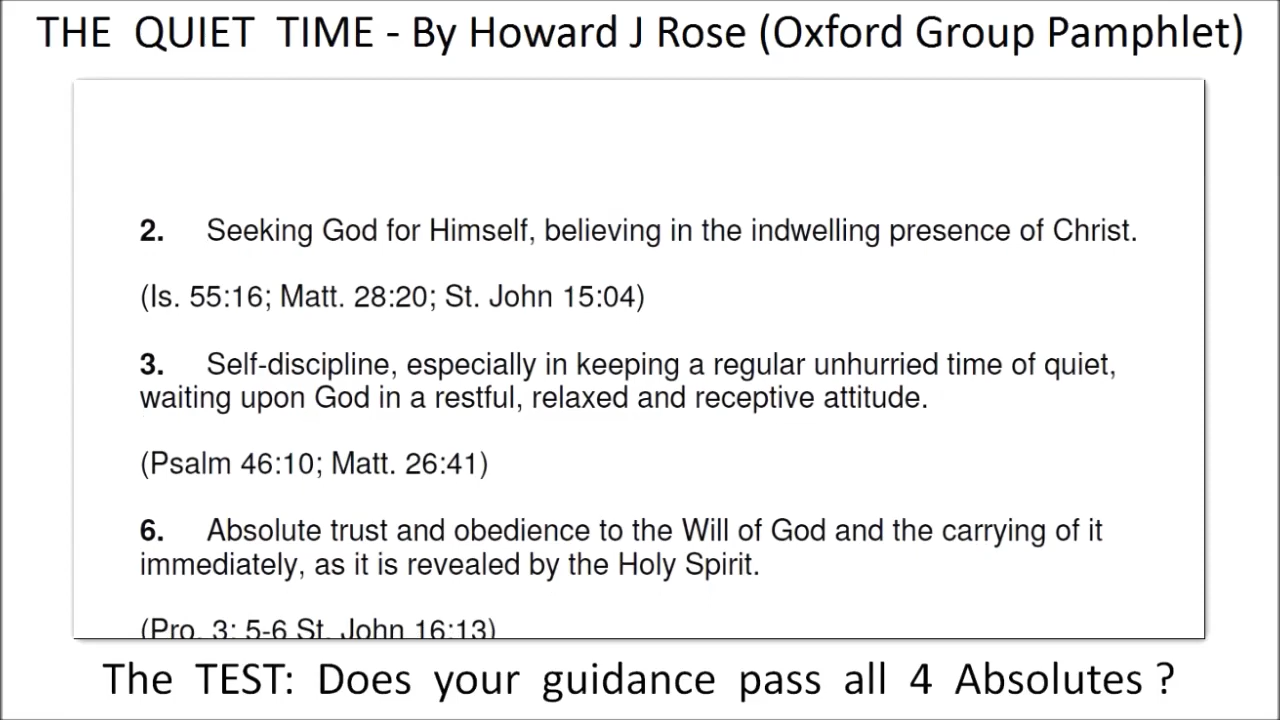 THE QUIET TIME - By Howard J Rose (Oxford Group Pamphlet)
2. Seeking God for Himself, believing in the indwelling presence of Christ.
(Is. 55:16; Matt. 28:20; St. John 15:04)
3. Self-discipline, especially in keeping a regular unhurried time of quiet,
waiting upon God in a restful, relaxed and receptive attitude.
(Psalm 46:10; Matt. 26:41)
6. Absolute trust and obedience to the Will of God and the carrying of it
immediately, as it is revealed by the Holy Spirit.
(Pro. 3: 5-6 St. John 16:13)
The TEST: Does your guidance pass all 4 Absolutes ?